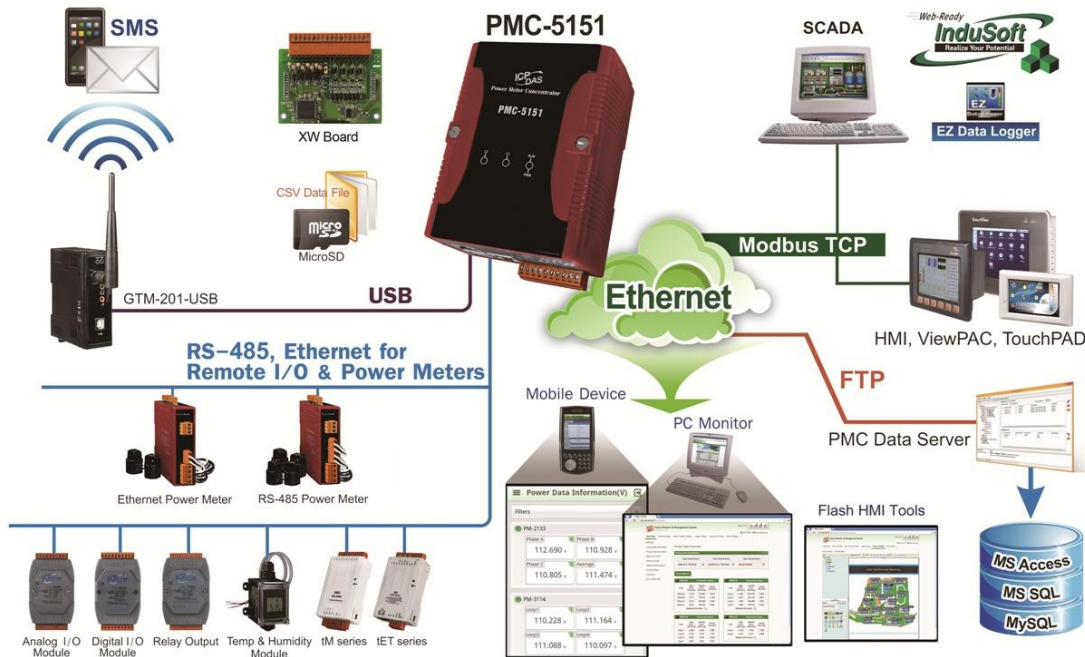 SMS
PMC-5151
SCADA
Web-Ready
InduSoft
Realize Your Potential
EZ Data Logger
ICP DAS
Power Meter Concentrator
PMC-5151
XW Board
CSV Data File
Micro SD
MicroSD
GTM-201-USB
USB
Ethernet
Modbus TCP
HMI, ViewPAC, TouchPAD
RS-485, Ethernet for
Remote I/O & Power Meters
FTP
Mobile Device
PC Monitor
PMC Data Server
Ethernet Power Meter
RS-485 Power Meter
Power Data Information(V)
Filters
PM-2133
Phase A
Phase B
112.690 v
110.928 v
Phase C
Average
110.805 v
111.474 v
PM-3114
Loop1
Loop2
110.228 v
111.164 v
Loop3
Loop4
111.088 v
110.097 v
Flash HMI Tools
MS Access
MS SQL
MySQL
Analog I/O
Module
Digital I/O
Module
Relay Output
Temp & Humidity
Module
tM series
tET series